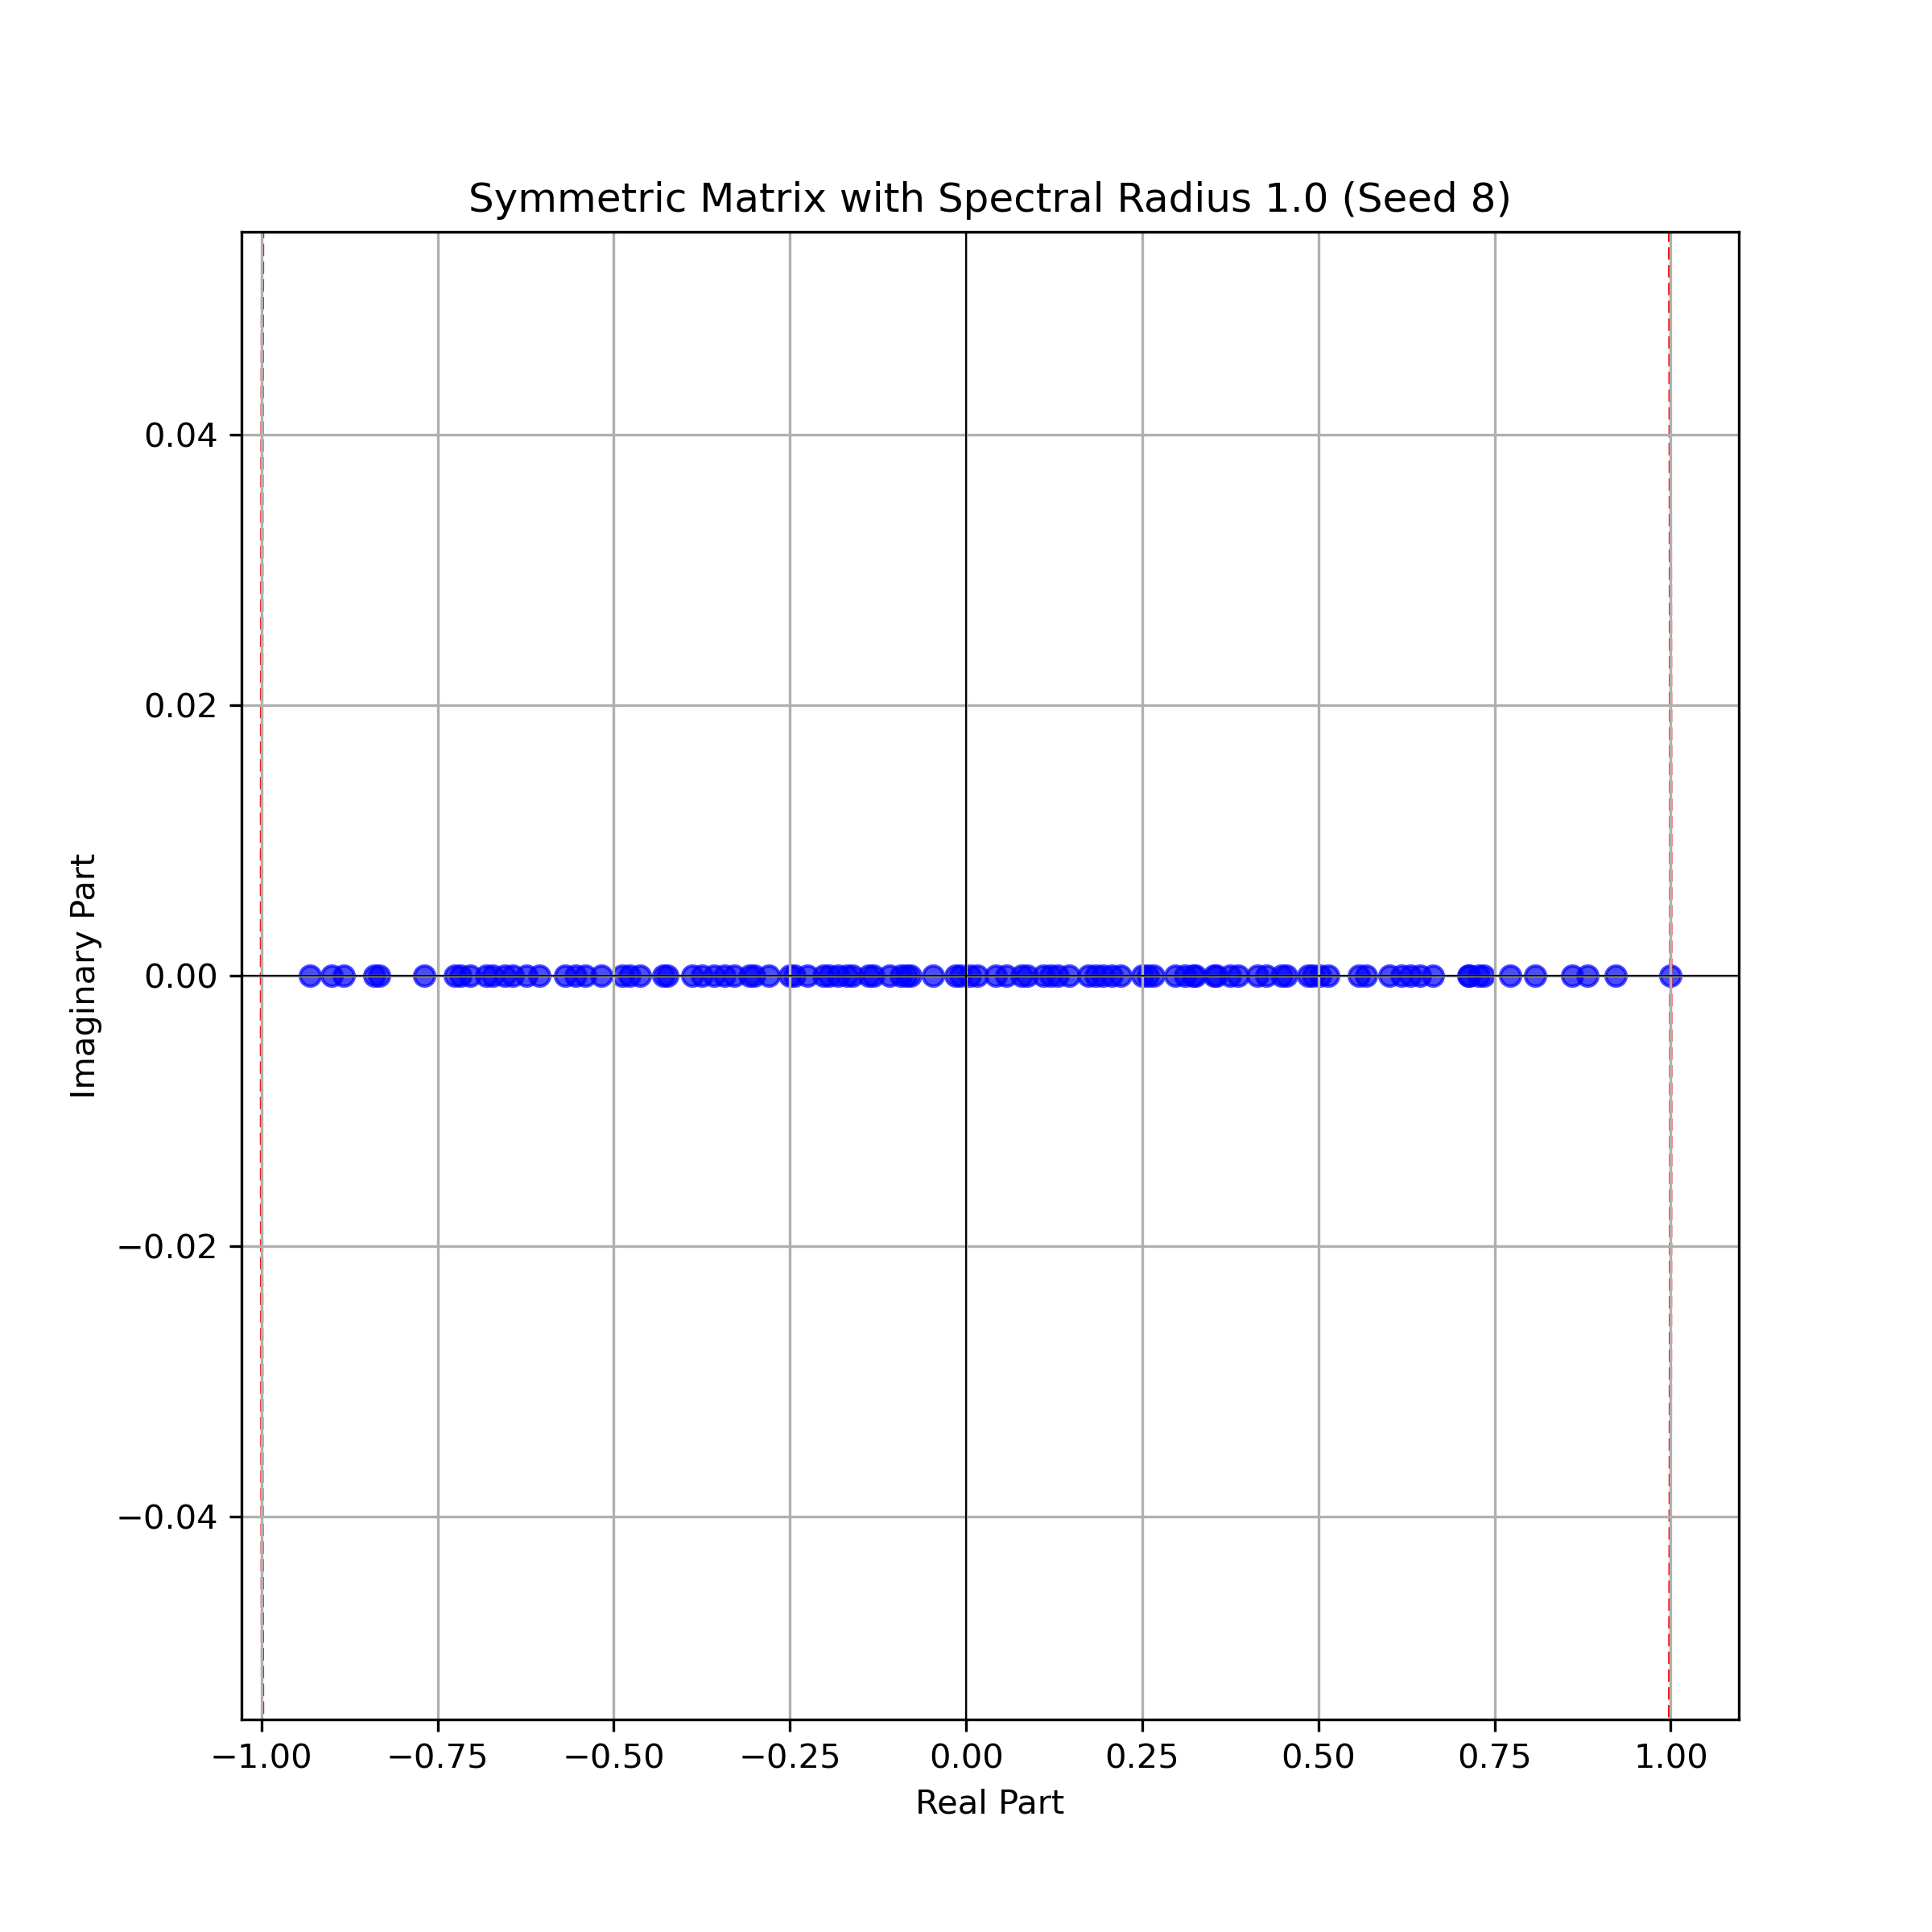 Symmetric Matrix with Spectral Radius 1.0 (Seed 8)
Imaginary Part
0.04
0.02
0.00
−0.02
−0.04
−1.00 −0.75 −0.50 −0.25 0.00 0.25 0.50 0.75 1.00
Real Part